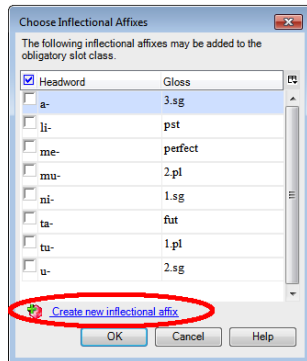 Choose Inflectional Affixes
The following inflectional affixes may be added to the
obligatory slot class.
Headword Gloss
a- 3.sg
li- pst
me- perfect
mu- 2.pl
ni- 1.sg
ta- fut
tu- 1.pl
u- 2.sg
Create new inflectional affix
OK Cancel Help